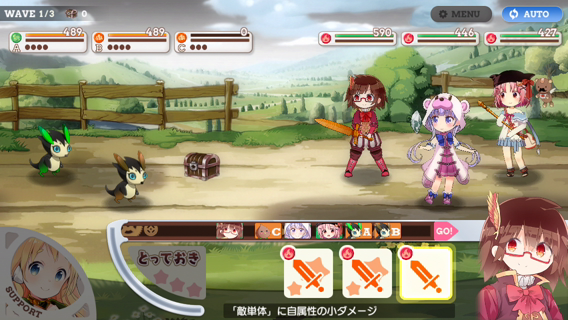 WAVE 1/3 0
MENU
AUTO
489
489
0
590
446
427
A
B
C
C A B GO!
とっておき
SUPPORT
「敵単体」に自属性の小ダメージ